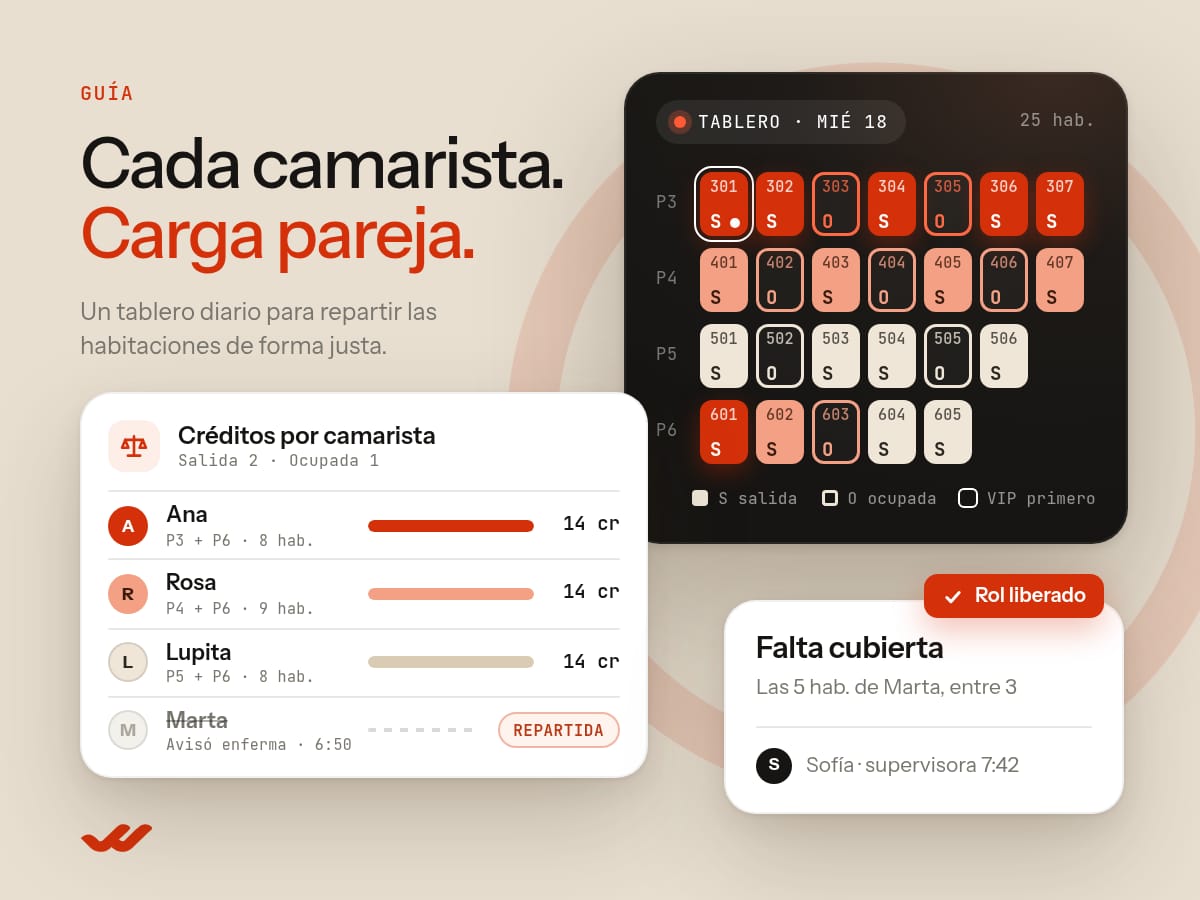 GUÍA
Cada camarista.
Carga pareja.
Un tablero diario para repartir las
habitaciones de forma justa.
TABLERO · MIÉ 18
25 hab.
P3
301 302 303 304 305 306 307
S S O S O S S
P4
401 402 403 404 405 406 407
S O S O S O S
P5
501 502 503 504 505 506
S O S S O S
P6
601 602 603 604 605
S S O S S
S salida
O ocupada
VIP primero
Créditos por camarista
Salida 2 · Ocupada 1
A
Ana
P3 + P6 · 8 hab.
14 cr
R
Rosa
P4 + P6 · 9 hab.
14 cr
L
Lupita
P5 + P6 · 8 hab.
14 cr
M
Marta
Avisó enferma · 6:50
REPARTIDA
Rol liberado
Falta cubierta
Las 5 hab. de Marta, entre 3
S
Sofía · supervisora 7:42